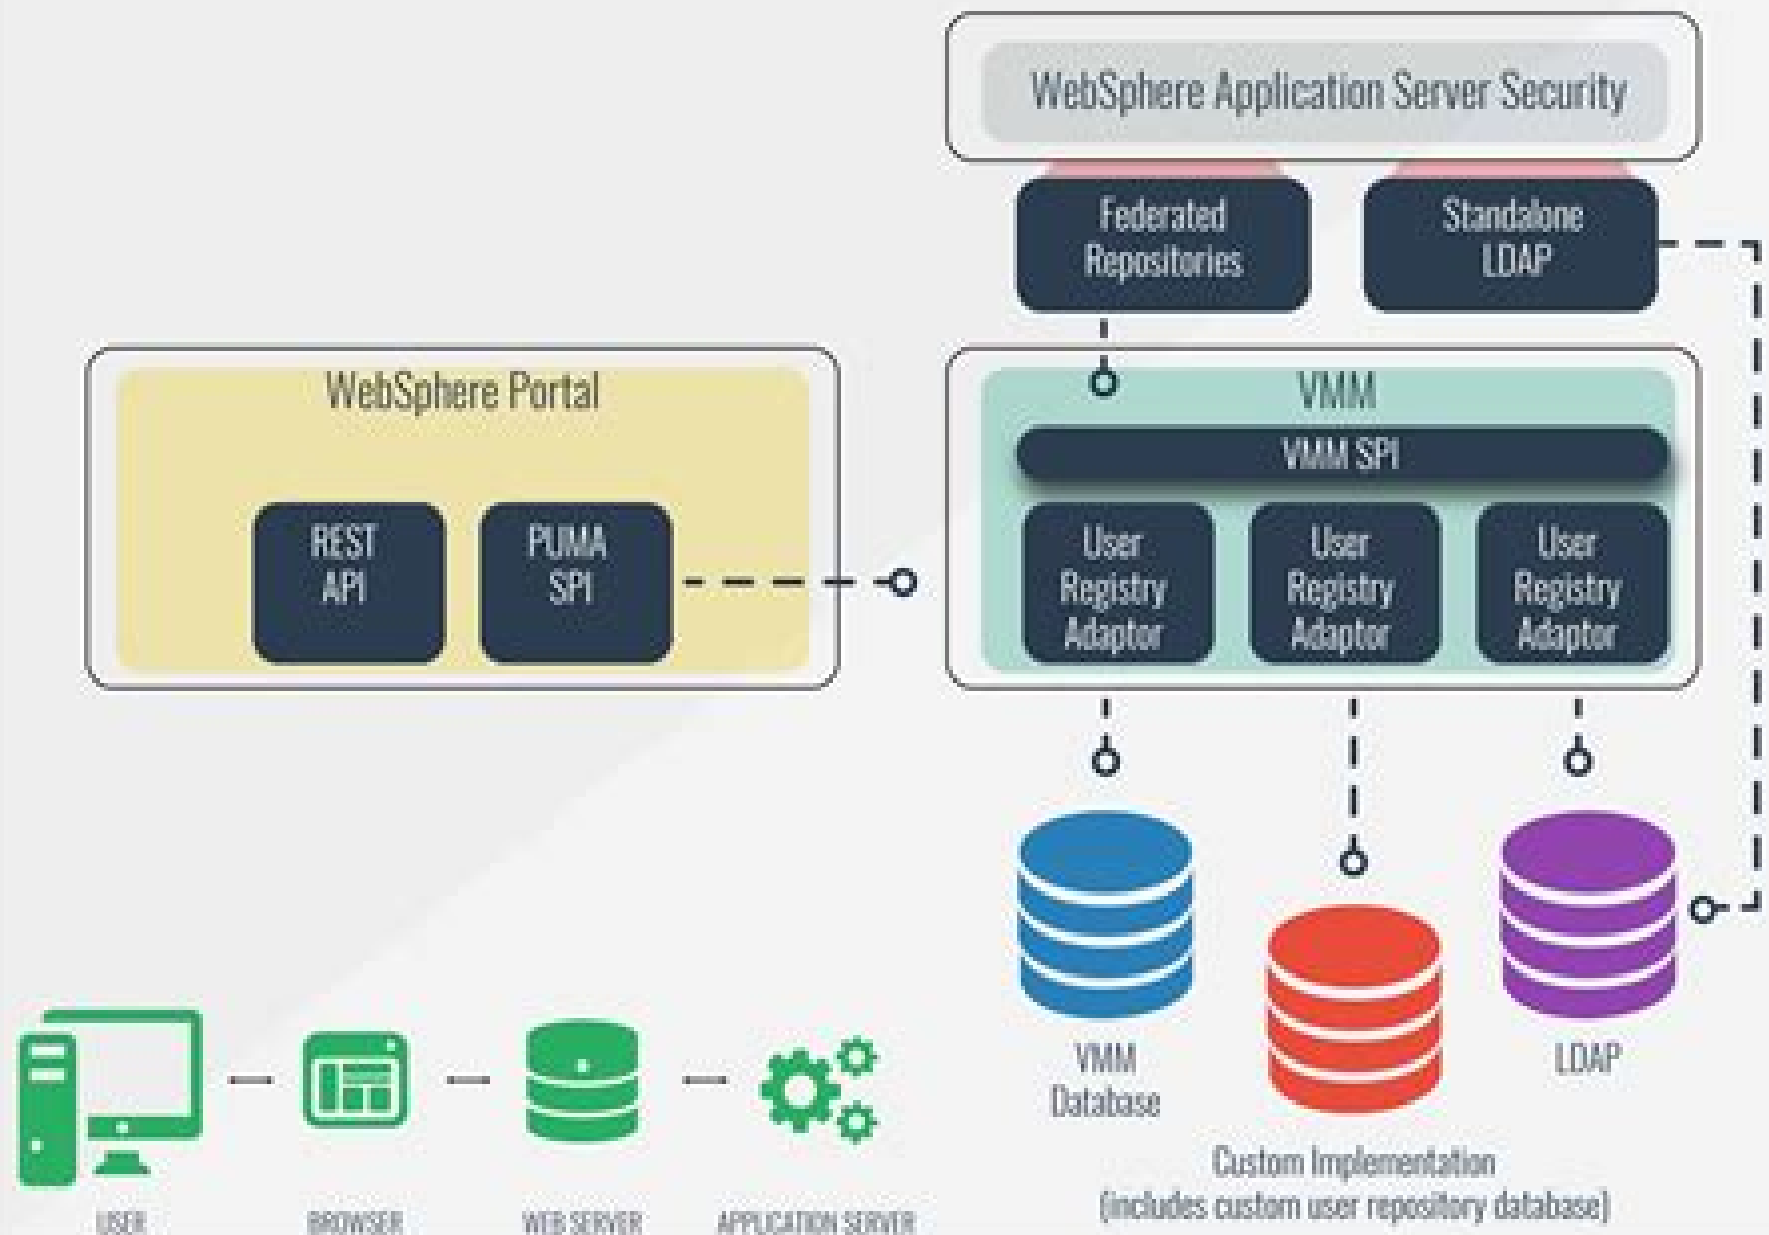 WebSphere Application Server Security
Federated
Repositories
Standalone
LDAP
WebSphere Portal
REST
API
PUMA
SPI
VMM
VMM SPI
User
Registry
Adaptor
User
Registry
Adaptor
User
Registry
Adaptor
VMM
Database
LDAP
Custom Implementation
(includes custom user repository database)
USER
BROWSER
WEB SERVER
APPLICATION SERVER